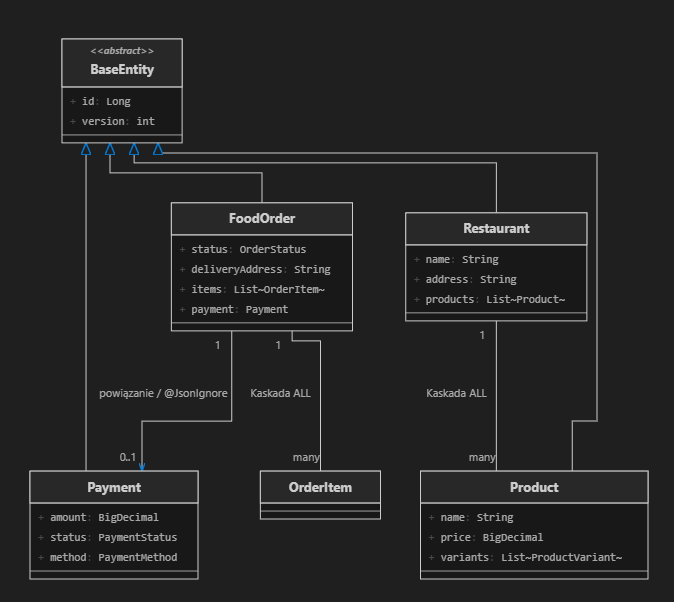 <<abstract>>
BaseEntity
+ id: Long
+ version: int
FoodOrder
+ status: OrderStatus
+ deliveryAddress: String
+ items: List~OrderItem~
+ payment: Payment
Restaurant
+ name: String
+ address: String
+ products: List~Product~
1
1
1
powiązanie / @JsonIgnore
Kaskada ALL
Kaskada ALL
0..1
many
many
Payment
+ amount: BigDecimal
+ status: PaymentStatus
+ method: PaymentMethod
OrderItem
Product
+ name: String
+ price: BigDecimal
+ variants: List~ProductVariant~